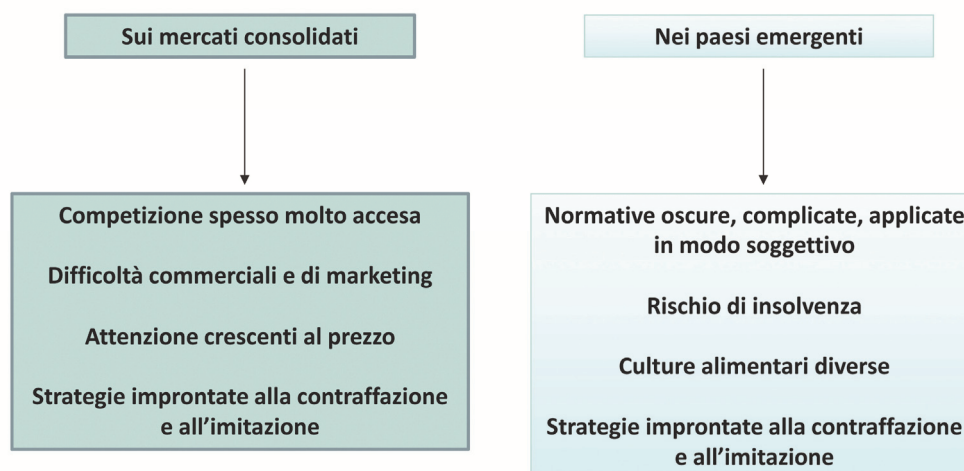 Sui mercati consolidati
Competizione spesso molto accesa
Difficoltà commerciali e di marketing
Attenzione crescenti al prezzo
Strategie improntate alla contraffazione
e all'imitazione
Nei paesi emergenti
Normative oscure, complicate, applicate
in modo soggettivo
Rischio di insolvenza
Culture alimentari diverse
Strategie improntate alla contraffazione
e all'imitazione